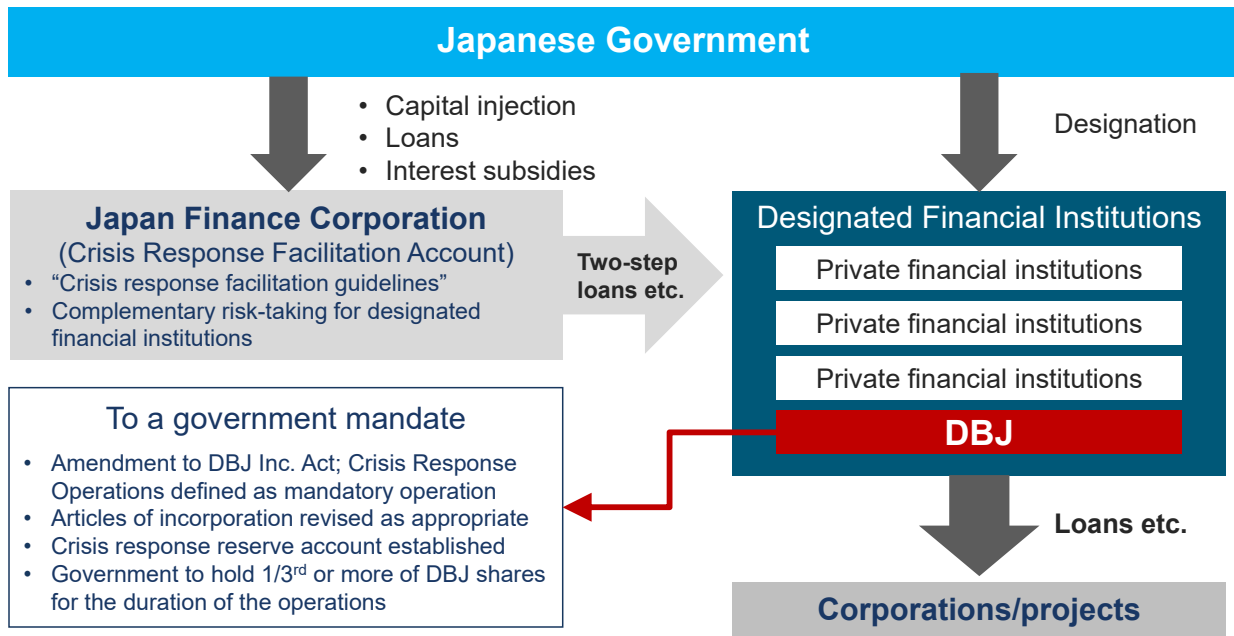 Japanese Government
• Capital injection
• Loans
• Interest subsidies
Designation
Japan Finance Corporation
(Crisis Response Facilitation Account)
• “Crisis response facilitation guidelines”
• Complementary risk-taking for designated
financial institutions
Two-step
loans etc.
Designated Financial Institutions
Private financial institutions
Private financial institutions
Private financial institutions
DBJ
To a government mandate
• Amendment to DBJ Inc. Act; Crisis Response
Operations defined as mandatory operation
• Articles of incorporation revised as appropriate
• Crisis response reserve account established
• Government to hold 1/3rd or more of DBJ shares
for the duration of the operations
Loans etc.
Corporations/projects